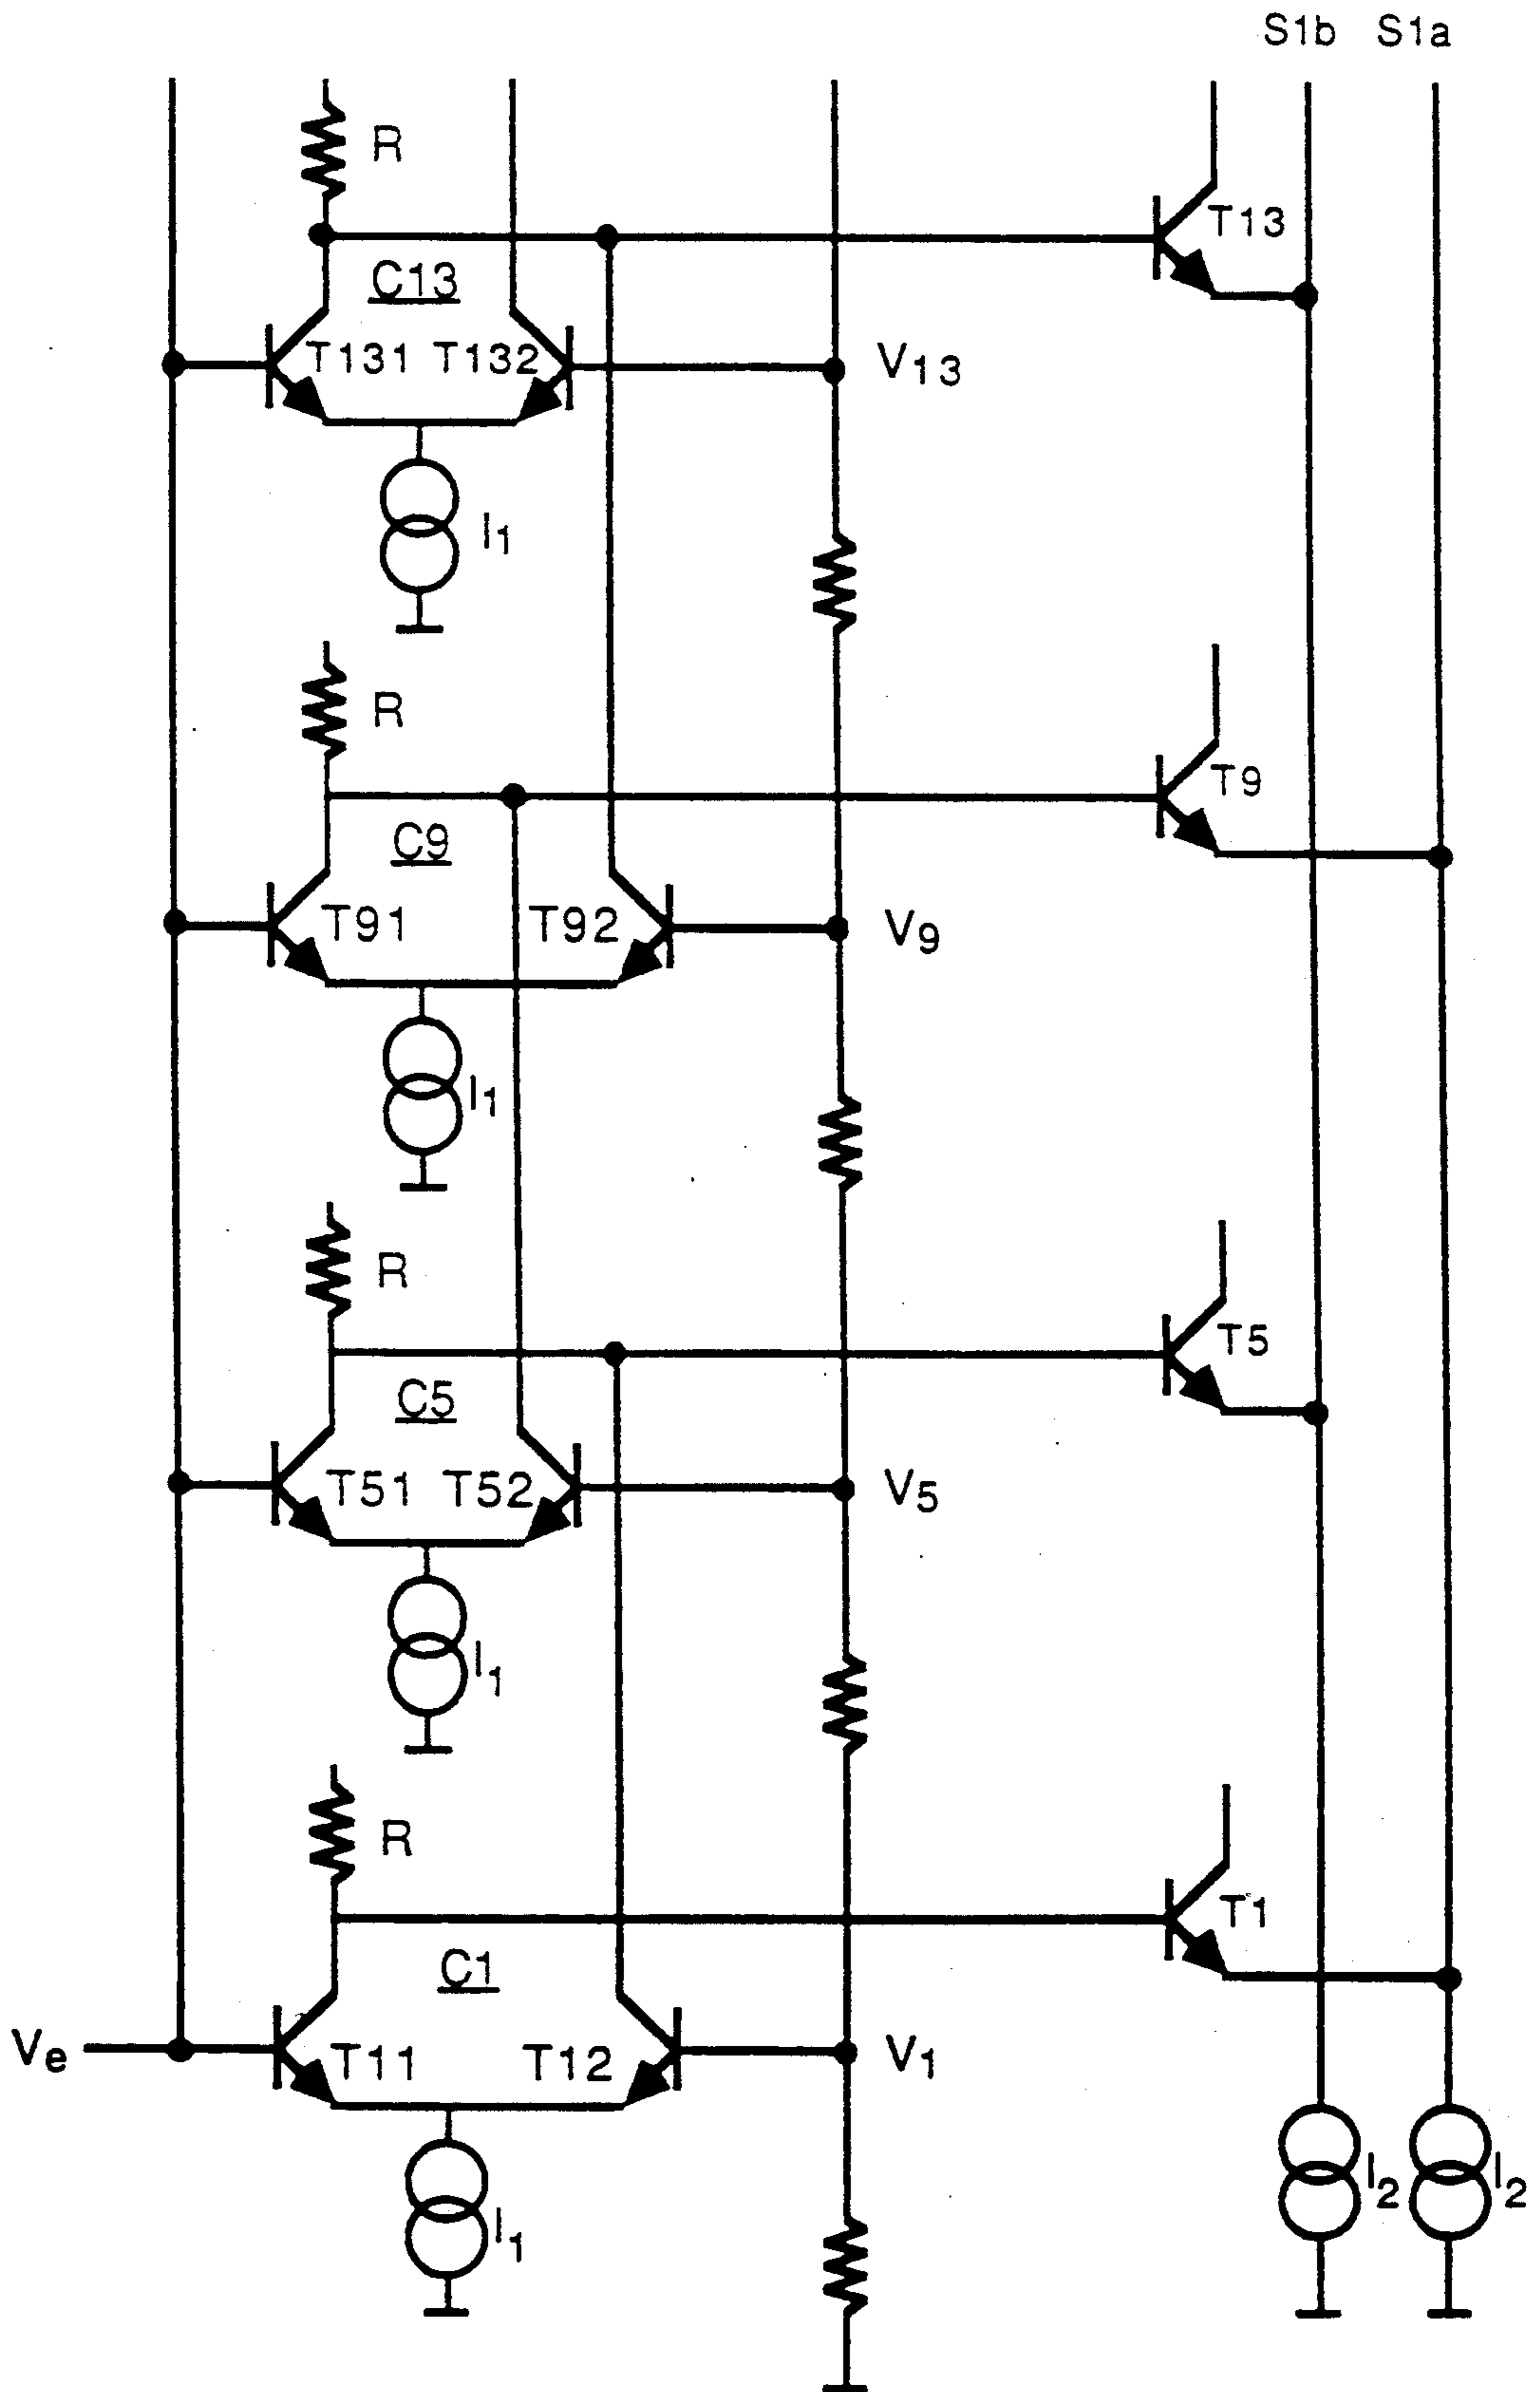 S1b S1a
R
T13
C13
T131 T132
V13
I1
R
T9
C9
T91 T92
V9
I1
R
T5
C5
T51 T52
V5
I1
R
T1
C1
Ve
T11 T12
V1
I2 I2
I1